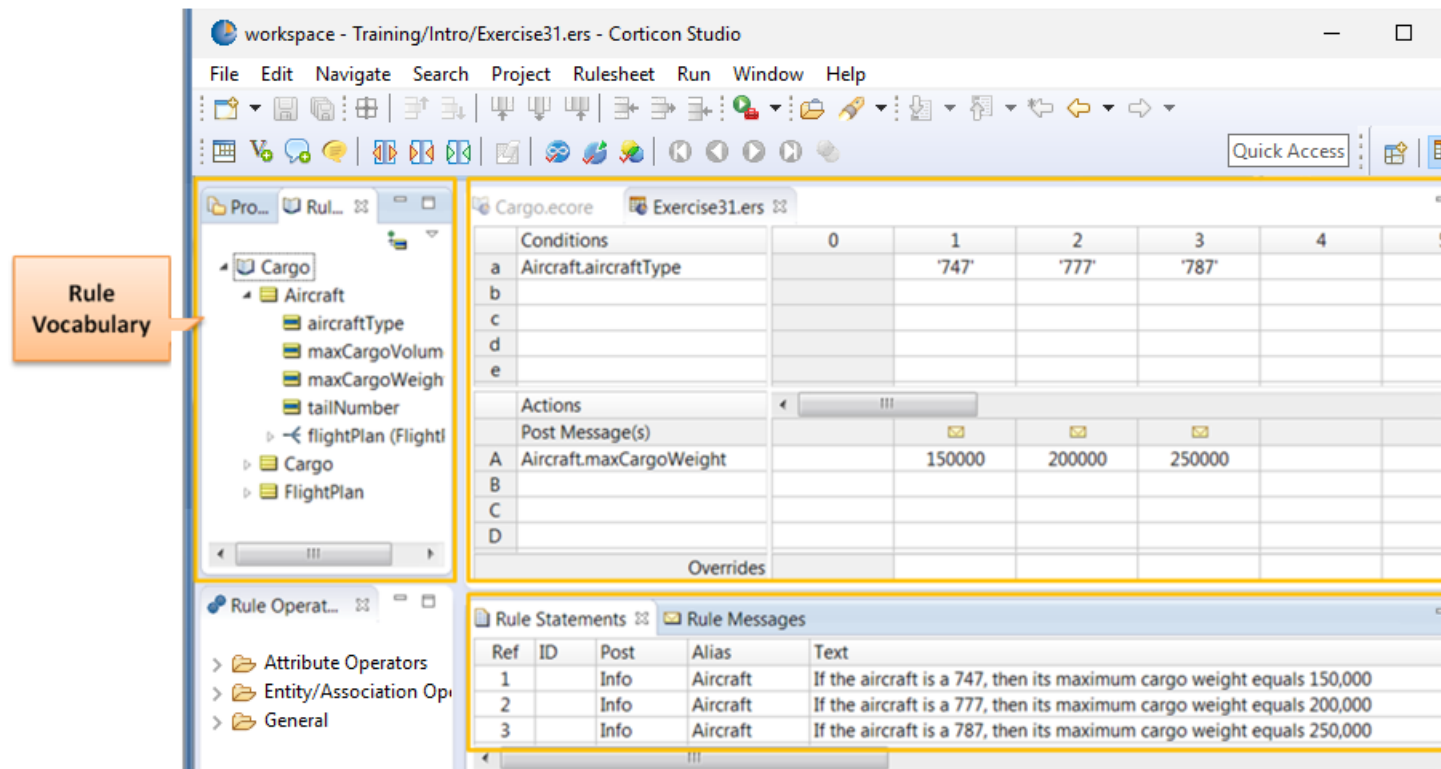 workspace - Training/Intro/Exercise31.ers - Corticon Studio
File Edit Navigate Search Project Rulesheet Run Window Help
Quick Access
Rule
Vocabulary
Pro... Rul...
Cargo
Aircraft
aircraftType
maxCargoVolum
maxCargoWeigh
tailNumber
flightPlan (Flightl
Cargo
FlightPlan
Cargo.ecore Exercise31.ers
Conditions 0 1 2 3 4
a Aircraft.aircraftType '747' '777' '787'
b
c
d
e
Actions
Post Message(s)
A Aircraft.maxCargoWeight 150000 200000 250000
B
C
D
Overrides
Rule Operat...
Attribute Operators
Entity/Association Op
General
Rule Statements Rule Messages
Ref ID Post Alias Text
1 Info Aircraft If the aircraft is a 747, then its maximum cargo weight equals 150,000
2 Info Aircraft If the aircraft is a 777, then its maximum cargo weight equals 200,000
3 Info Aircraft If the aircraft is a 787, then its maximum cargo weight equals 250,000